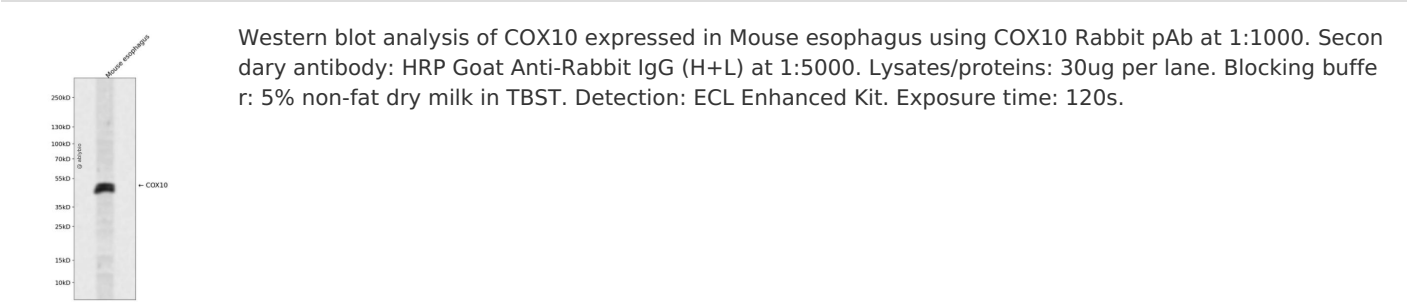 Mouse esophagus
Western blot analysis of COX10 expressed in Mouse esophagus using COX10 Rabbit pAb at 1:1000. Secon
dary antibody: HRP Goat Anti-Rabbit IgG (H+L) at 1:5000. Lysates/proteins: 30ug per lane. Blocking buffe
r: 5% non-fat dry milk in TBST. Detection: ECL Enhanced Kit. Exposure time: 120s.
250kD
130kD
100kD
70kD
55kD
← COX10
35kD
25kD
15kD
10kD